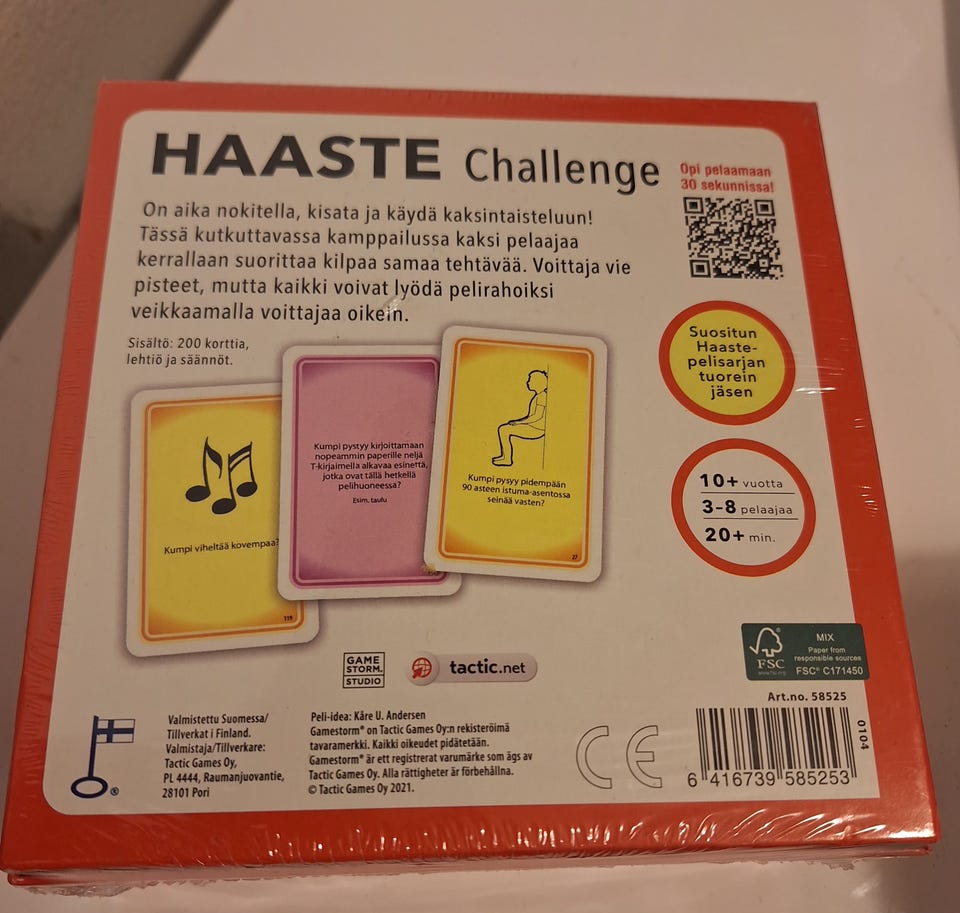 HAASTE Challenge
Opi pelaamaan
30 sekunnissa!
On aika nokitella, kisata ja käydä kaksintaisteluun!
Tässä kutkuttavassa kamppailussa kaksi pelaajaa
kerrallaan suorittaa kilpaa samaa tehtävää. Voittaja vie
pisteet, mutta kaikki voivat lyödä pelirahoiksi
veikkaamalla voittajaa oikein.
Sisältö: 200 korttia,
lehtiö ja säännöt.
Suositun
Haaste-
pelisarjan
tuorein
jäsen
Kumpi viheltää kovempaa?
119
Kumpi pystyy kirjoittamaan
nopeammin paperille neljä
T-kirjaimella alkavaa esinettä,
jotka ovat tällä hetkellä
pelihuoneessa?
Esim. taulu
Kumpi pysyy pidempään
90 asteen istuma-asentossa
seinää vasten?
27
10+ vuotta
3-8 pelaajaa
20+ min.
GAME
STORM.
STUDIO
tactic.net
FSC
www.fsc.org
MIX
Paper from
responsible sources
FSC® C171450
Art.no. 58525
Valmistettu Suomessa/
Tillverkat i Finland.
Valmistaja/Tillverkare:
Tactic Games Oy,
PL 4444, Raumanjuovantie,
28101 Pori
®
Peli-idea: Kåre U. Andersen
Gamestorm® on Tactic Games Oy:n rekisteröimä
tavaramerkki. Kaikki oikeudet pidätetään.
Gamestorm® är ett registrerat varumärke som ägs av
Tactic Games Oy. Alla rättigheter är förbehållna.
© Tactic Games Oy 2021.
CE
0104
6 416739 585253